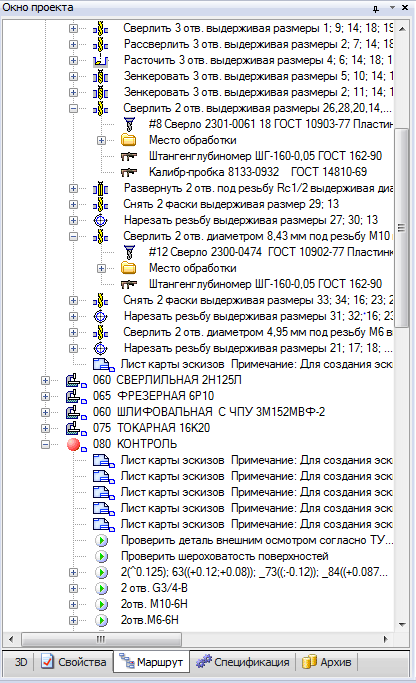 Окно проекта
Сверлить 3 отв. выдерживая размеры 1; 9; 14; 18; 19
Рассверлить 3 отв. выдерживая размеры 2; 7; 14; 18
Расточить 3 отв. выдерживая размеры 4; 6; 14; 18; 1
Зенкеровать 3 отв. выдерживая размеры 5; 10; 14; 1
Зенкеровать 3 отв. выдерживая размеры 2; 11; 14; 1
Сверлить 2 отв. выдерживая размеры 26,28,20,14,...
#8 Сверло 2301-0061 18 ГОСТ 10903-77 Пластин
Место обработки
Штангенглубиномер ШГ-160-0,05 ГОСТ 162-90
Калибр-пробка 8133-0932 ГОСТ 14810-69
Развернуть 2 отв. под резьбу Rc1/2 выдерживая диа
Снять 2 фаски выдерживая размер 29; 13
Нарезать резьбу выдерживая размеры 27; 30; 13
Сверлить 2 отв. диаметром 8,43 мм под резьбу М10
#12 Сверло 2300-0474 ГОСТ 10902-77 Пластин
Место обработки
Штангенглубиномер ШГ-160-0,05 ГОСТ 162-90
Снять 2 фаски выдерживая размеры 33; 34; 16; 23; 2
Нарезать резьбу выдерживая размеры 31; 32;·16; 23
Сверлить 2 отв. диаметром 4,95 мм под резьбу М6 в
Нарезать резьбу выдерживая размеры 21; 17; 18; ...
Лист карты эскизов Примечание: Для создания эск
060 СВЕРЛИЛЬНАЯ 2Н125Л
065 ФРЕЗЕРНАЯ 6Р10
060 ШЛИФОВАЛЬНАЯ С ЧПУ 3М152МВФ-2
075 ТОКАРНАЯ 16К20
080 КОНТРОЛЬ
Лист карты эскизов Примечание: Для создания эск
Лист карты эскизов Примечание: Для создания эск
Лист карты эскизов Примечание: Для создания эск
Лист карты эскизов Примечание: Для создания эск
Лист карты эскизов Примечание: Для создания эск
Проверить деталь внешним осмотром согласно ТУ...
Проверить шероховатость поверхностей
2(^0.125); 63((+0.12;+0.08)); _73((;-0.12)); _84((+0.087...
2 отв. G3/4-В
2отв. М10-6Н
2отв.М6-6Н
3D Свойства Маршрут Спецификация Архив